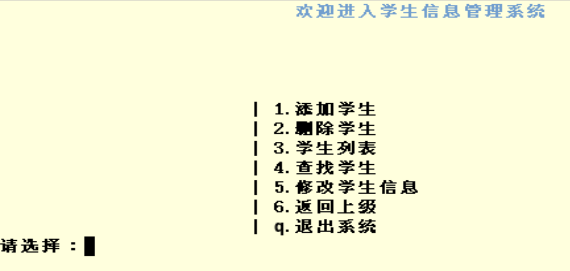 欢迎进入学生信息管理系统
| 1.添加学生
| 2.删除学生
| 3.学生列表
| 4.查找学生
| 5.修改学生信息
| 6.返回上级
| q.退出系统
请选择：